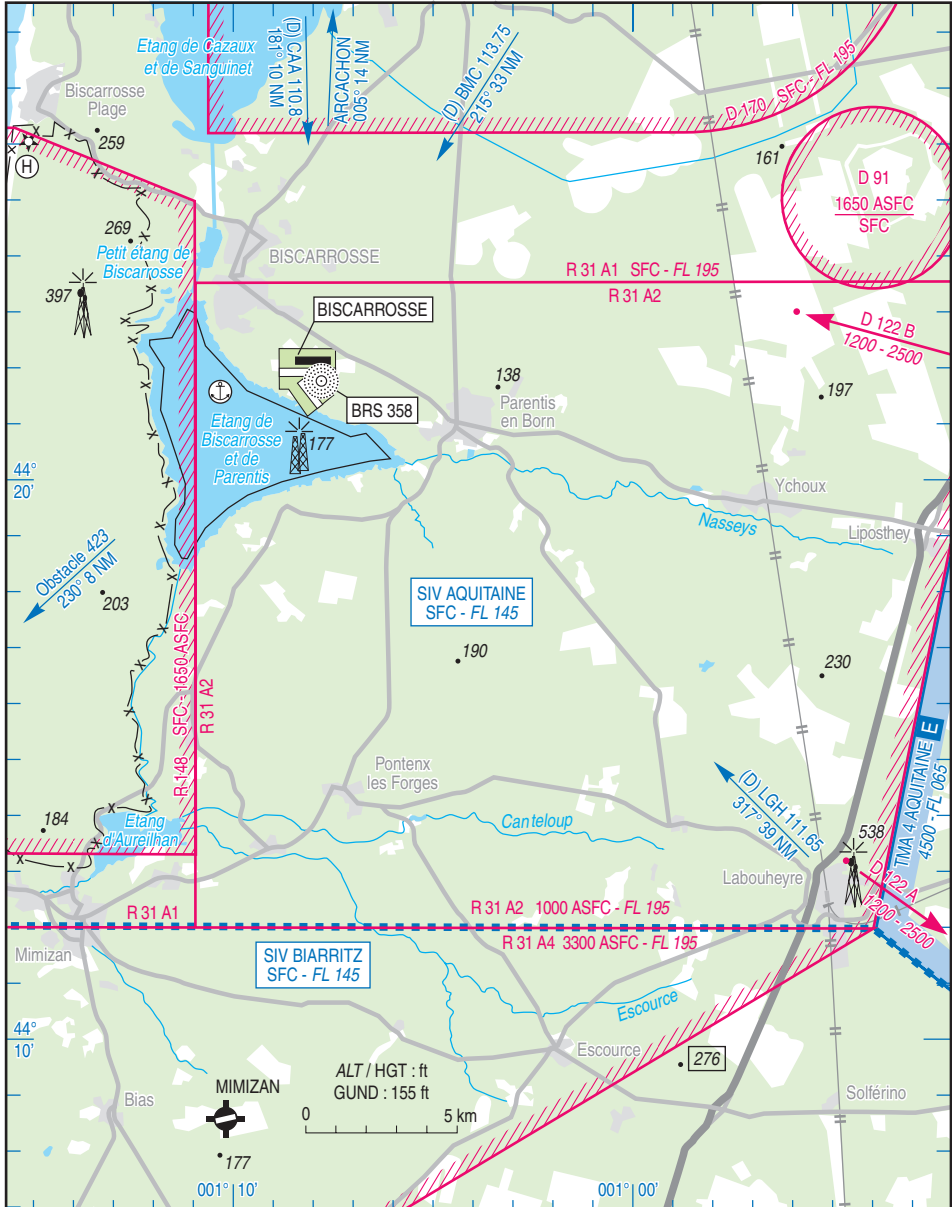 Etang de Cazaux
et de Sanguinet
(D) CAA 110.8
181° 10 NM
ARCACHON
005° 14 NM
(D) BMC 113.75
215° 33 NM
D 170 SFC - FL 195
Biscarrosse
Plage
259
H
161
D 91
1650 ASFC
SFC
269
Petit étang de
Biscarrosse
BISCARROSSE
397
R 31 A1 SFC - FL 195
R 31 A2
BISCARROSSE
D 122 B
1200 - 2500
138
197
Parentis
en Born
BRS 358
Etang de
Biscarrosse
et de
Parentis
177
44°
20'
Ychoux
Nasseys
Liposthey
Obstacle 423
230° 8 NM
203
SIV AQUITAINE
SFC - FL 145
R 148 SFC - 1650 ASFC
R 31 A2
190
230
Pontenx
les Forges
(D) LGH 111.65
317° 39 NM
TMA 4 AQUITAINE E
4500 - FL 065
184
Etang
d'Aureilhan
Canteloup
538
Labouheyre
D 122 A
1200 - 2500
R 31 A1
R 31 A2 1000 ASFC - FL 195
R 31 A4 3300 ASFC - FL 195
Mimizan
SIV BIARRITZ
SFC - FL 145
Escource
44°
10'
Escource
276
ALT / HGT : ft
GUND : 155 ft
0 5 km
MIMIZAN
Bias
Solférino
177
001° 10'
001° 00'